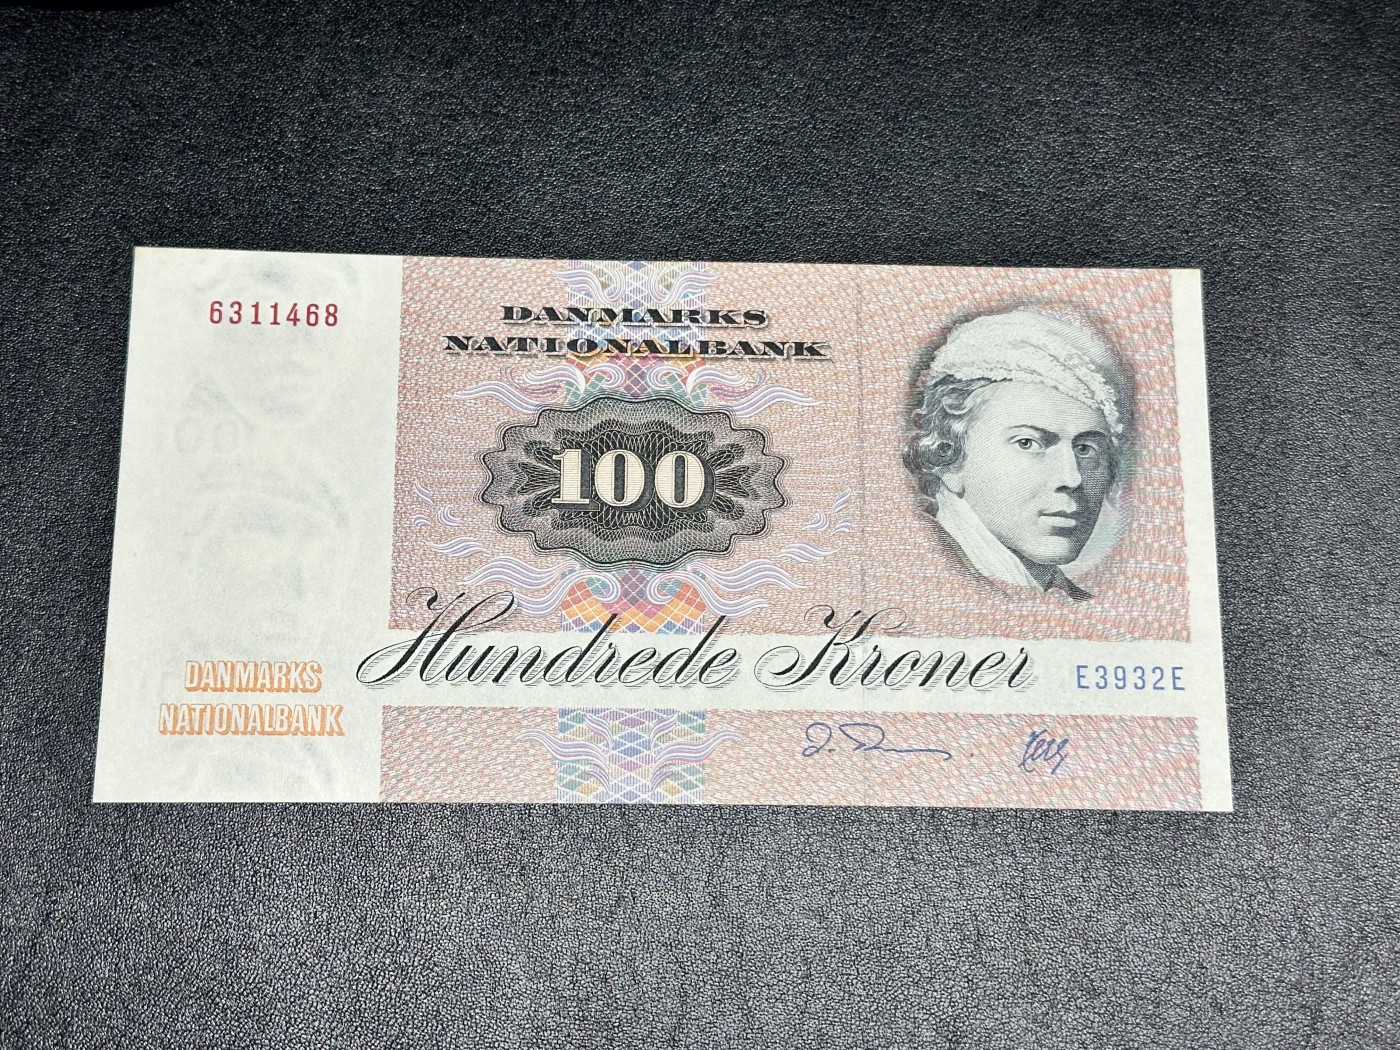 6311468
DANMARKS
NATIONALBANK
100
Hundrede Kroner
E3932E
DANMARKS
NATIONALBANK